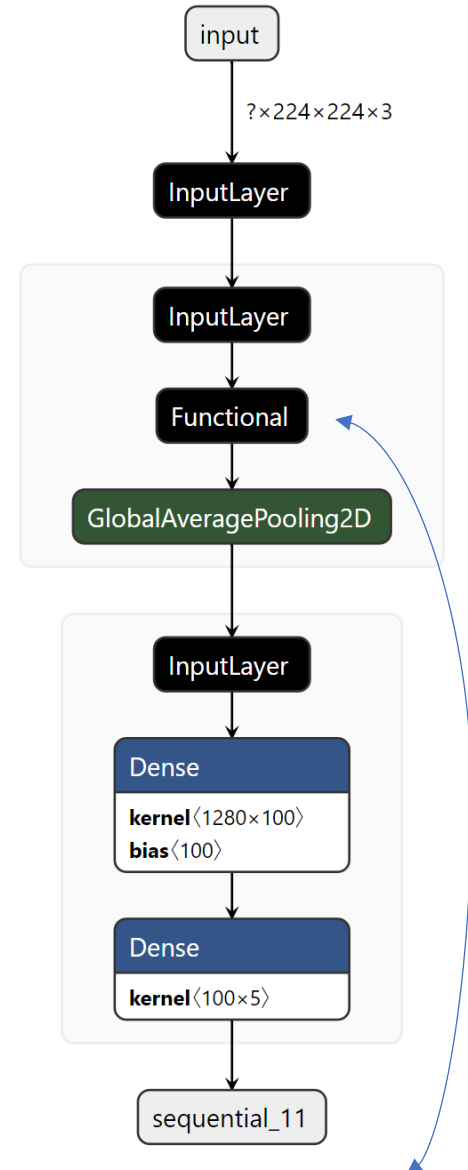 input
?×224×224×3
InputLayer
InputLayer
Functional
GlobalAveragePooling2D
InputLayer
Dense
kernel〈1280×100〉
bias〈100〉
Dense
kernel〈100×5〉
sequential_11